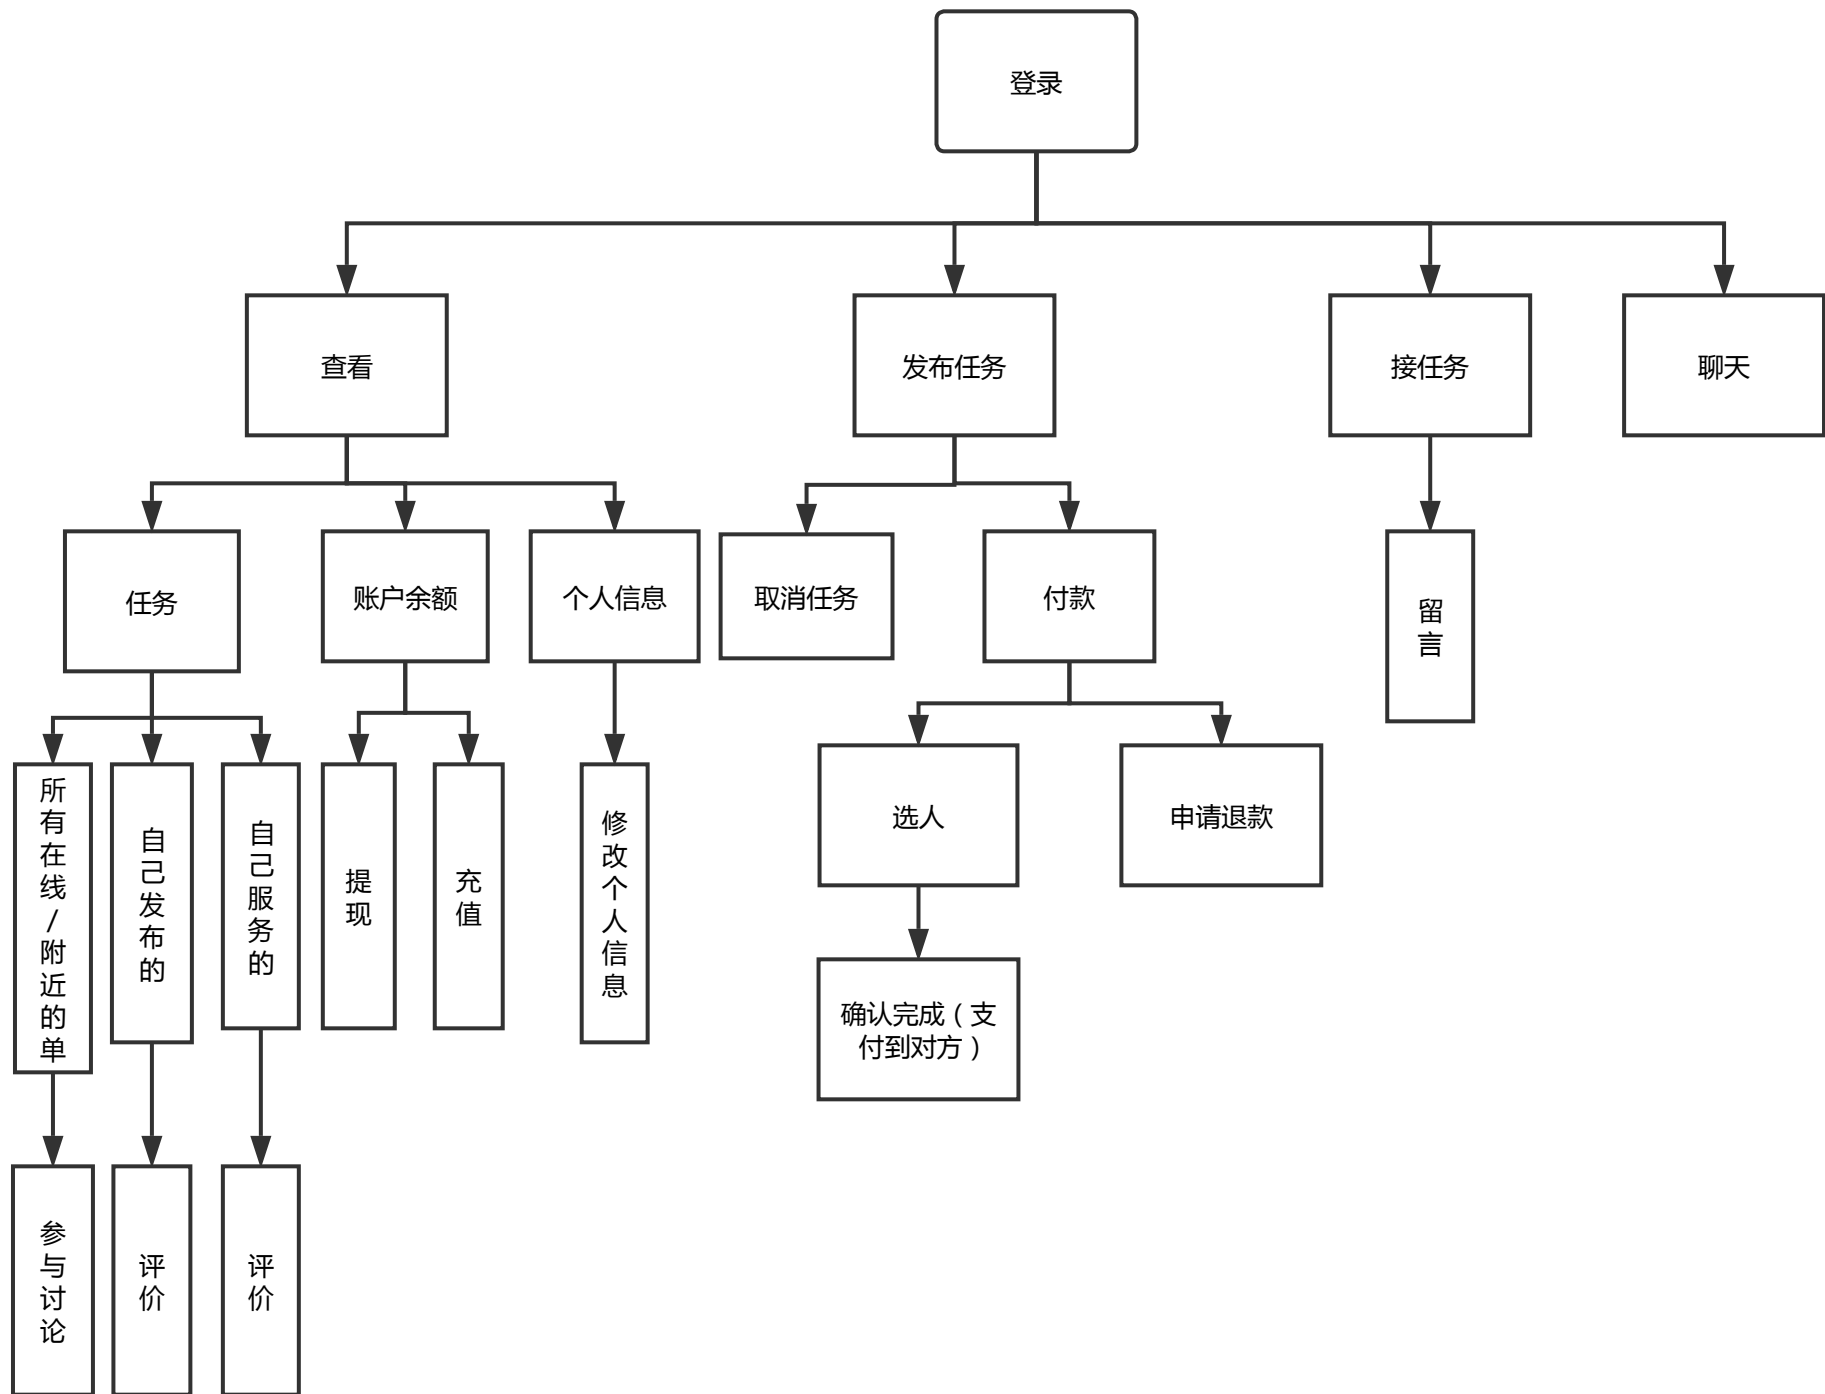 登录
查看
发布任务
接任务
聊天
任务
账户余额
个人信息
取消任务
付款
留
言
所
有
在
线
/
附
近
的
单
自
己
发
布
的
自
己
服
务
的
提
现
充
值
修
改
个
人
信
息
选人
申请退款
确认完成（支
付到对方）
参
与
讨
论
评
价
评
价